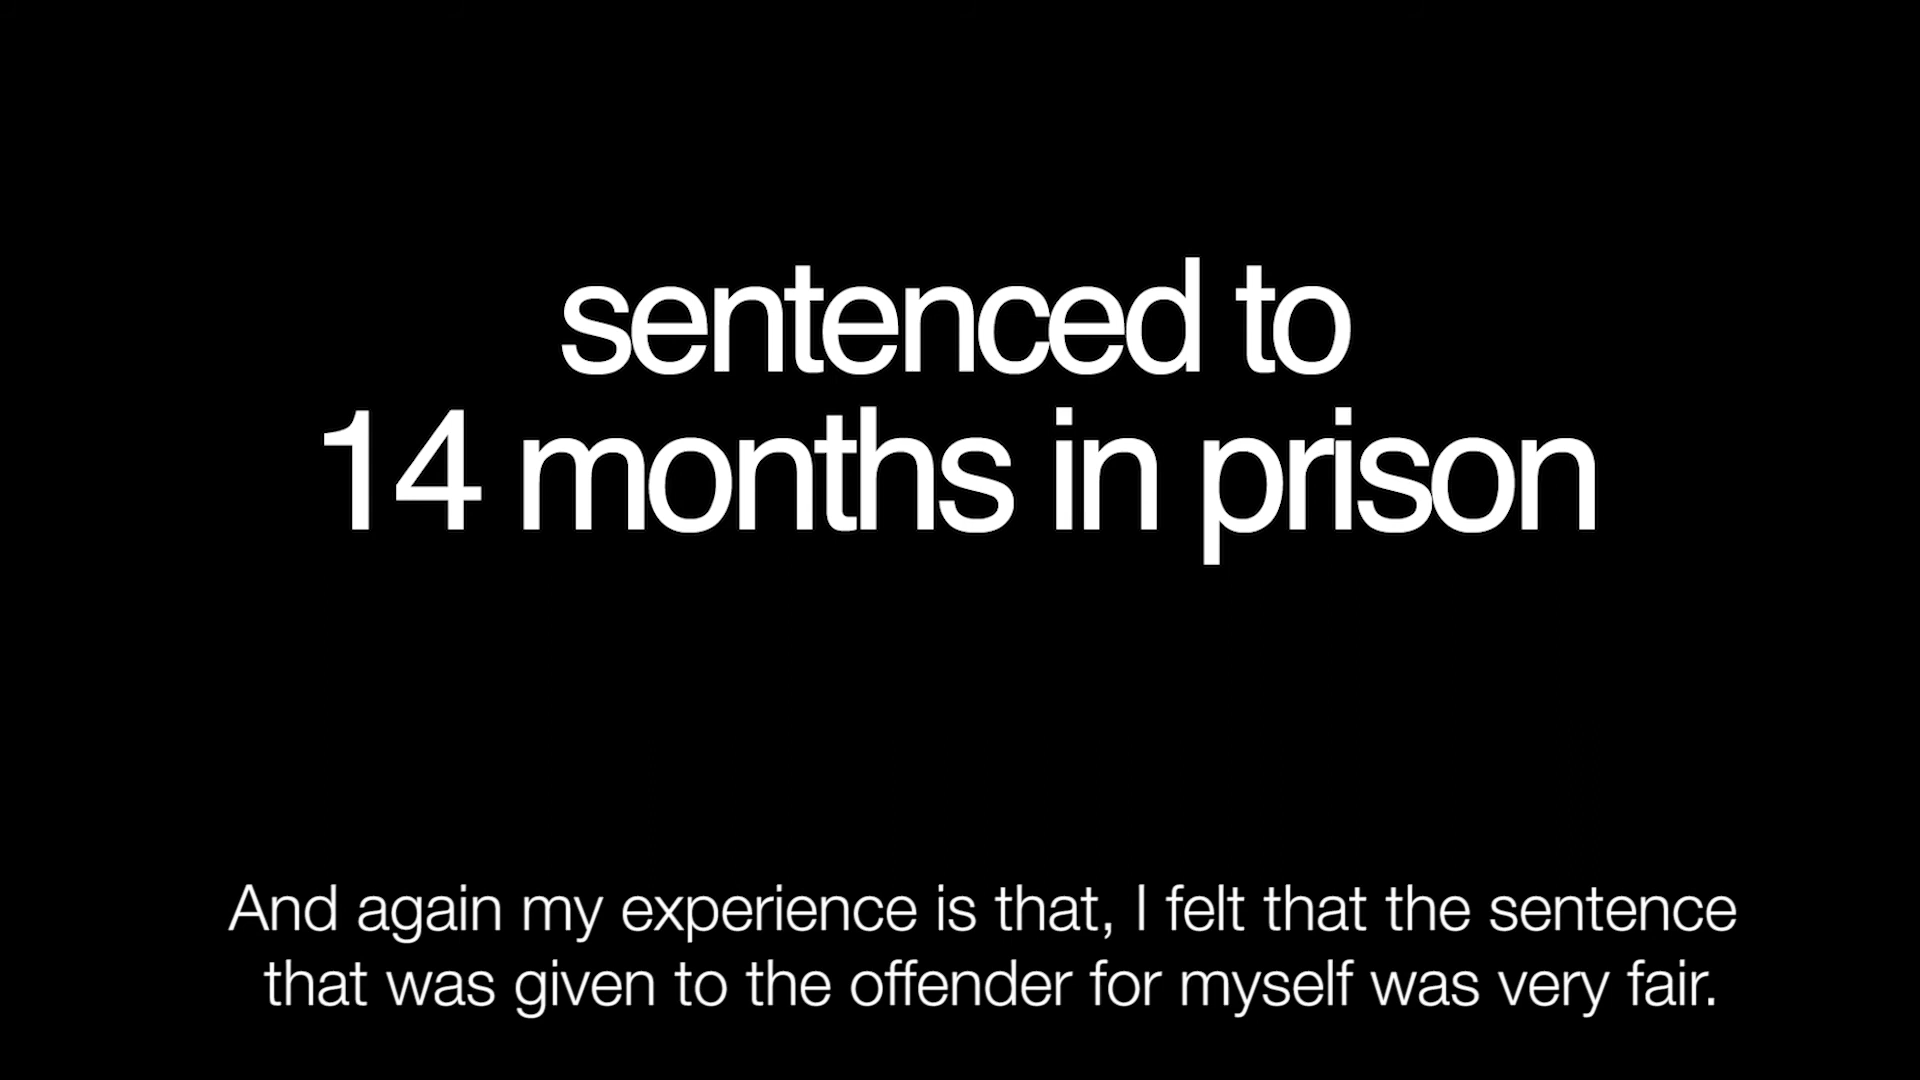 sentenced to
14 months in prison
And again my experience is that, I felt that the sentence
that was given to the offender for myself was very fair.